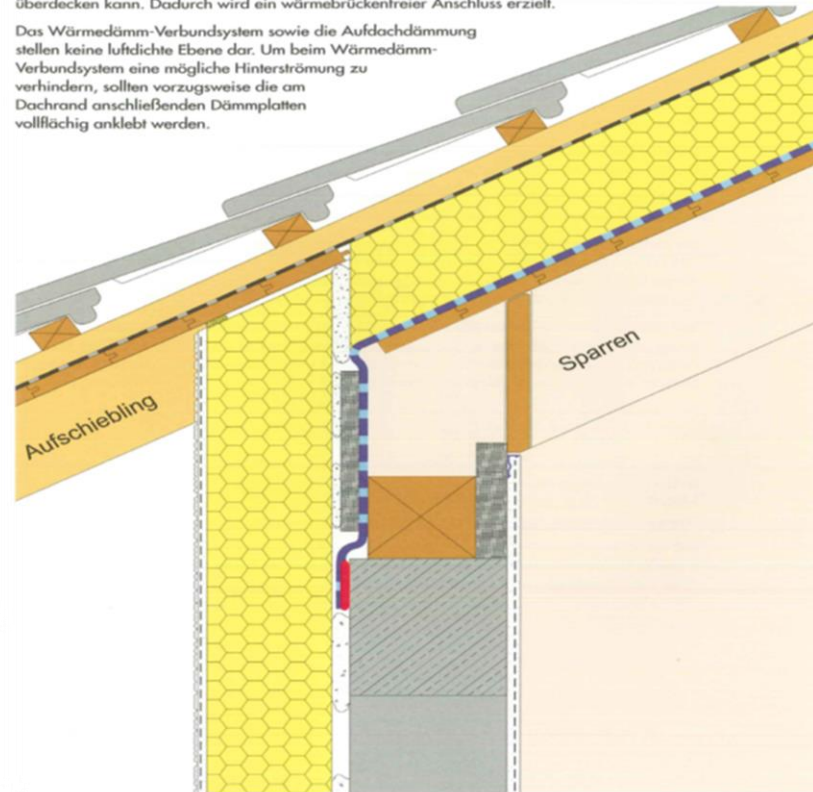 überdecken kann. Dadurch wird ein wärmebrückenfreier Anschluss erzielt.
Das Wärmedämm-Verbundsystem sowie die Aufdachdämmung
stellen keine luftdichte Ebene dar. Um beim Wärmedämm-
Verbundsystem eine mögliche Hinterströmung zu
verhindern, sollten vorzugsweise die am
Dachrand anschließenden Dämmplatten
vollflächig anklebt werden.
Sparren
Aufschiebling